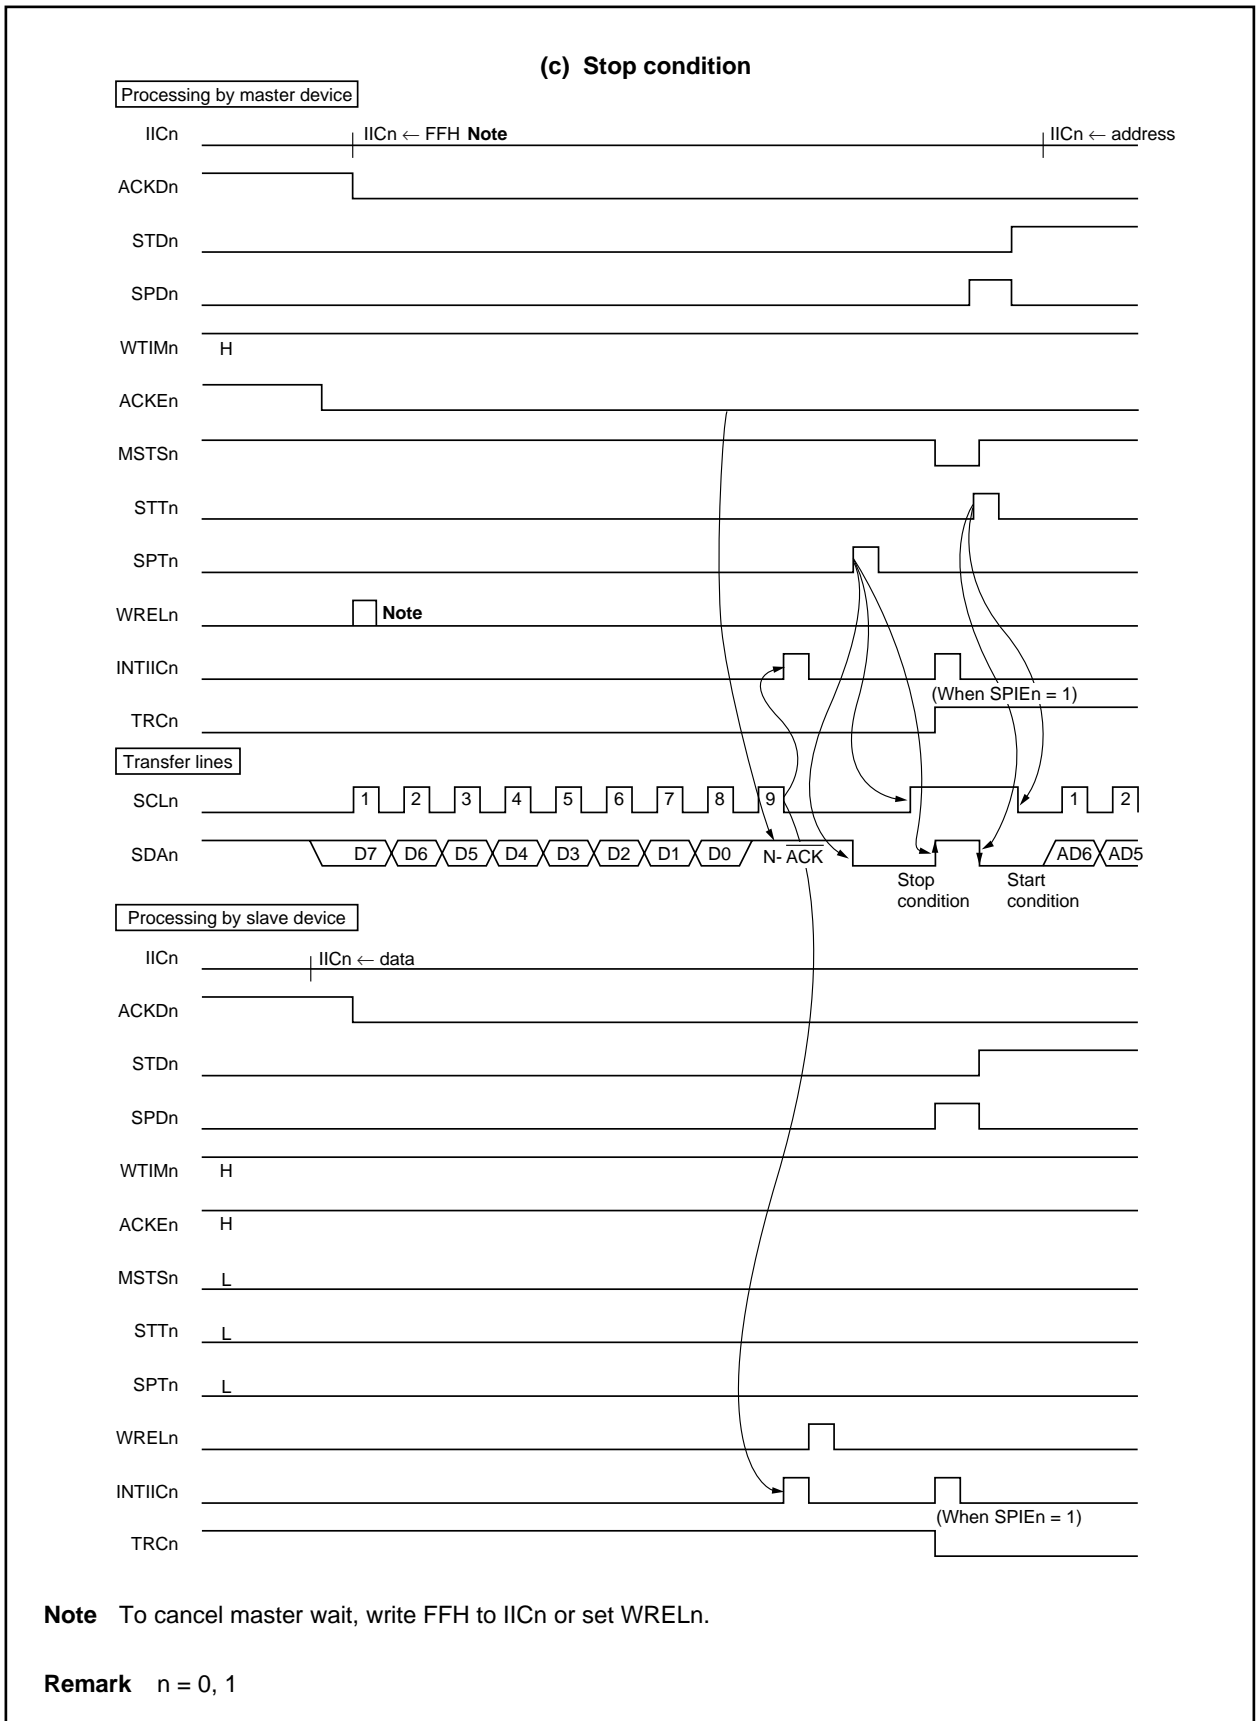 (c) Stop condition
Processing by master device
IICn
IICn ← FFH Note
IICn ← address
ACKDn
STDn
SPDn
WTIMn H
ACKEn
MSTSn
STTn
SPTn
WRELn Note
INTIICn
(When SPIEn = 1)
TRCn
Transfer lines
SCLn 1 2 3 4 5 6 7 8 9 1 2
SDAn D7 D6 D5 D4 D3 D2 D1 D0 N-ACK AD6 AD5
Stop condition
Start condition
Processing by slave device
IICn
IICn ← data
ACKDn
STDn
SPDn
WTIMn H
ACKEn H
MSTSn L
STTn L
SPTn L
WRELn
INTIICn
(When SPIEn = 1)
TRCn
Note To cancel master wait, write FFH to IICn or set WRELn.
Remark n = 0, 1